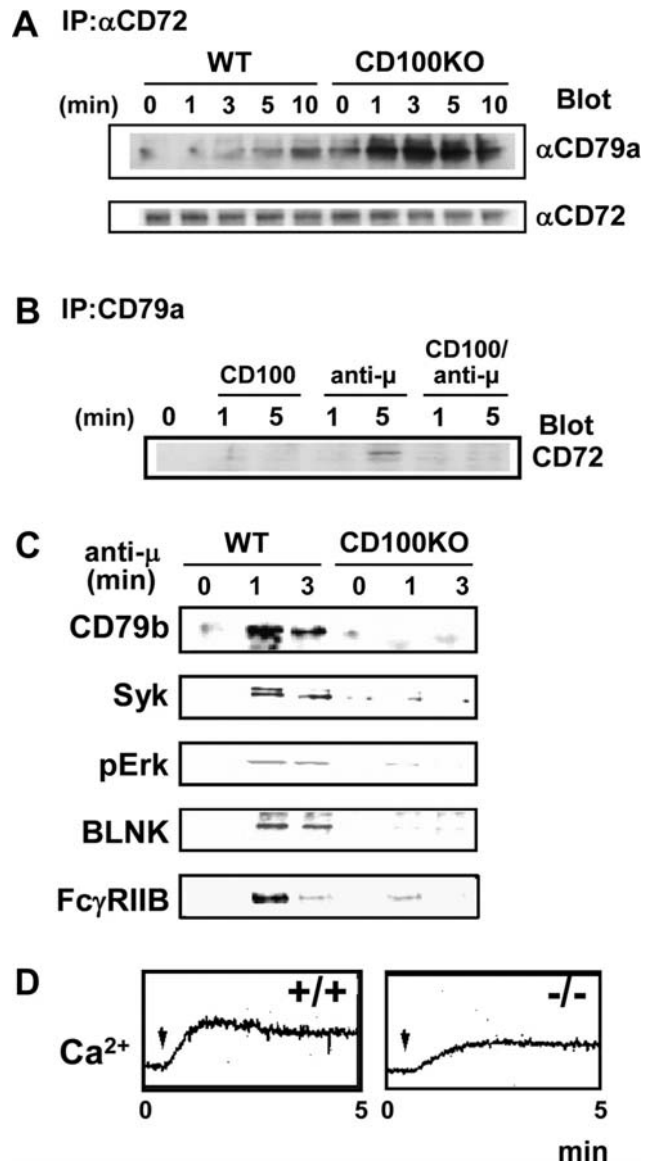 A IP:αCD72
WT CD100KO
(min) 0 1 3 5 10 0 1 3 5 10 Blot
αCD79a
αCD72
B IP:CD79a
CD100 anti-μ CD100/
anti-μ
(min) 0 1 5 1 5 1 5 Blot
CD72
C anti-μ WT CD100KO
(min) 0 1 3 0 1 3
CD79b
Syk
pErk
BLNK
FcγRIIB
D +/+ -/-
Ca²⁺
0 5 0 5
min